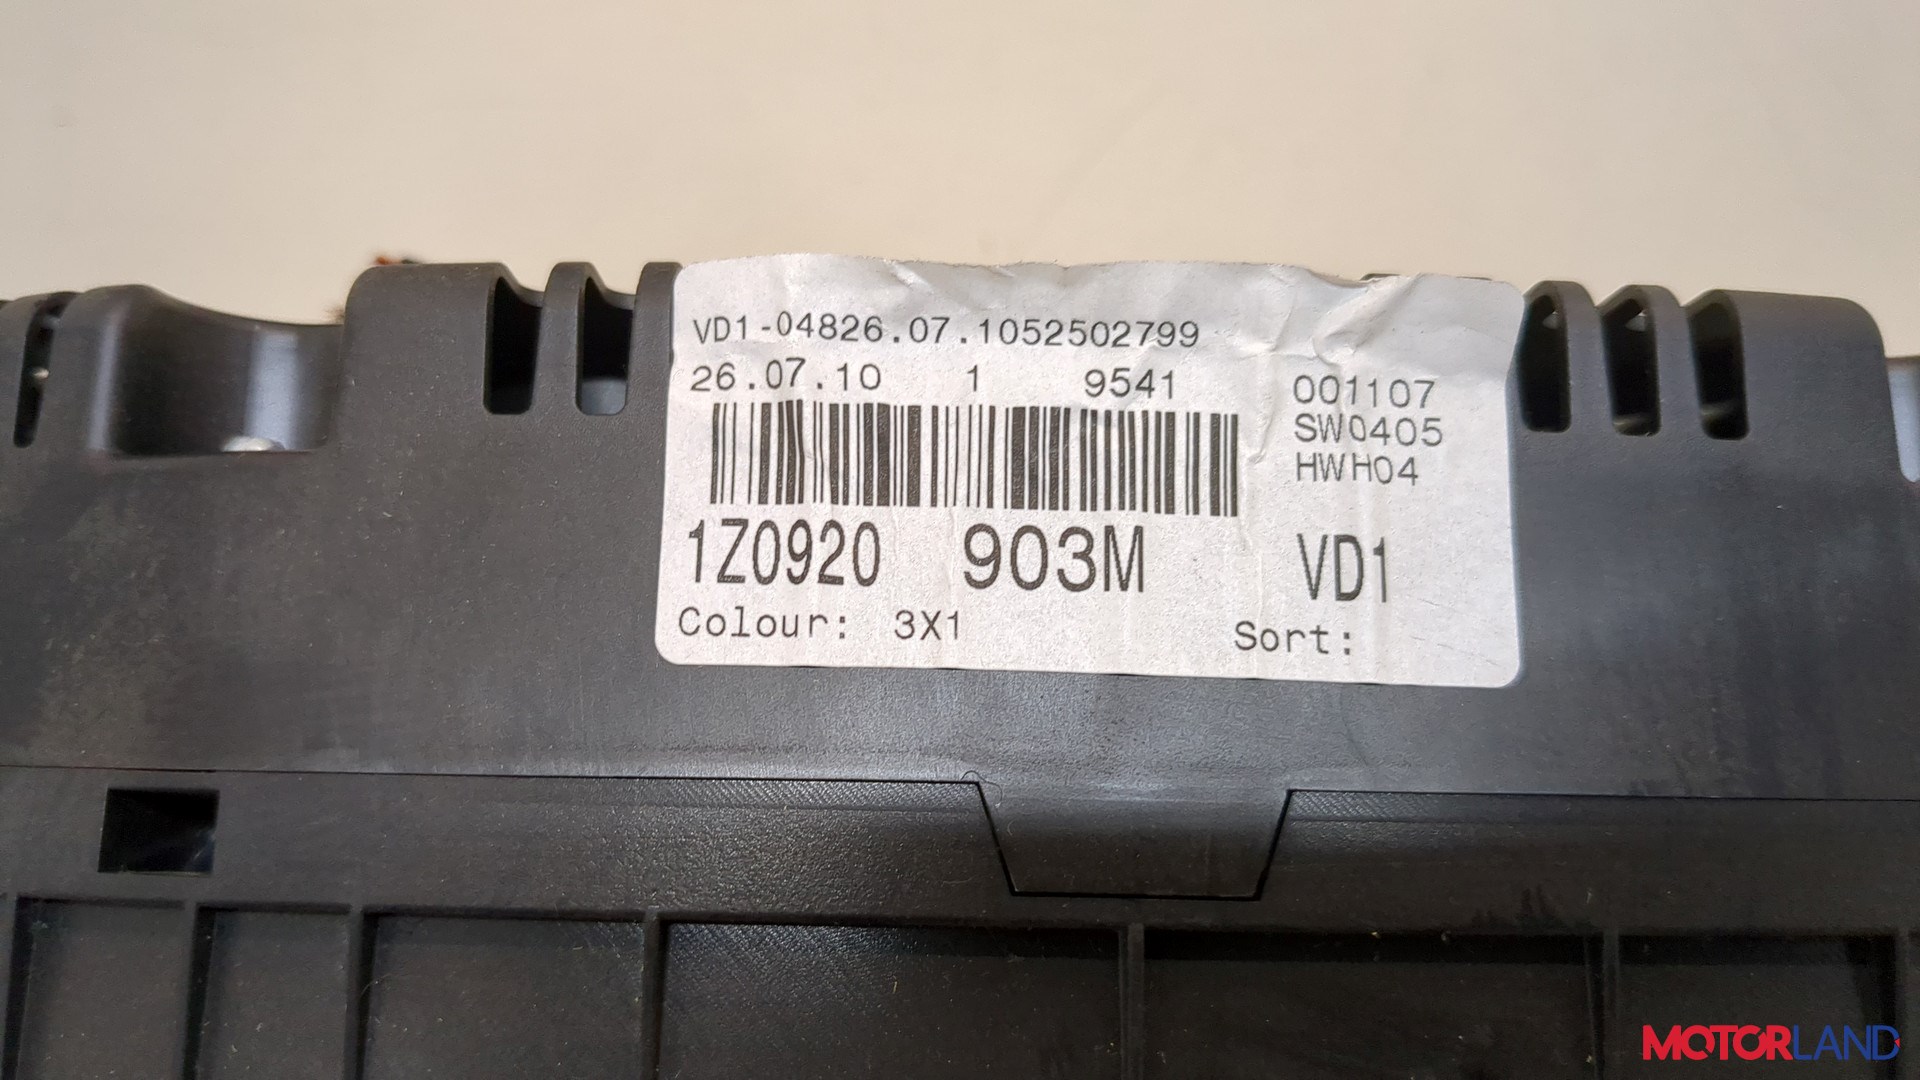 VD1-04826.07.1052502799
26.07.10 1 9541 001107
SW0405
HWH04
1Z0920 903M VD1
Colour: 3X1 Sort:
MOTORLAND